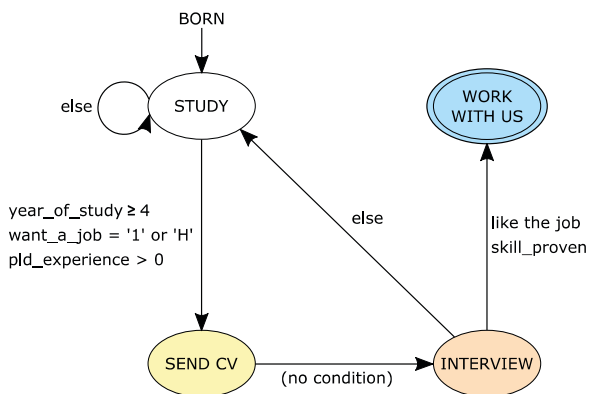 BORN
else
STUDY
WORK
WITH US
year_of_study ≥ 4
want_a_job = '1' or 'H'
pld_experience > 0
else
like the job
skill_proven
SEND CV
(no condition)
INTERVIEW